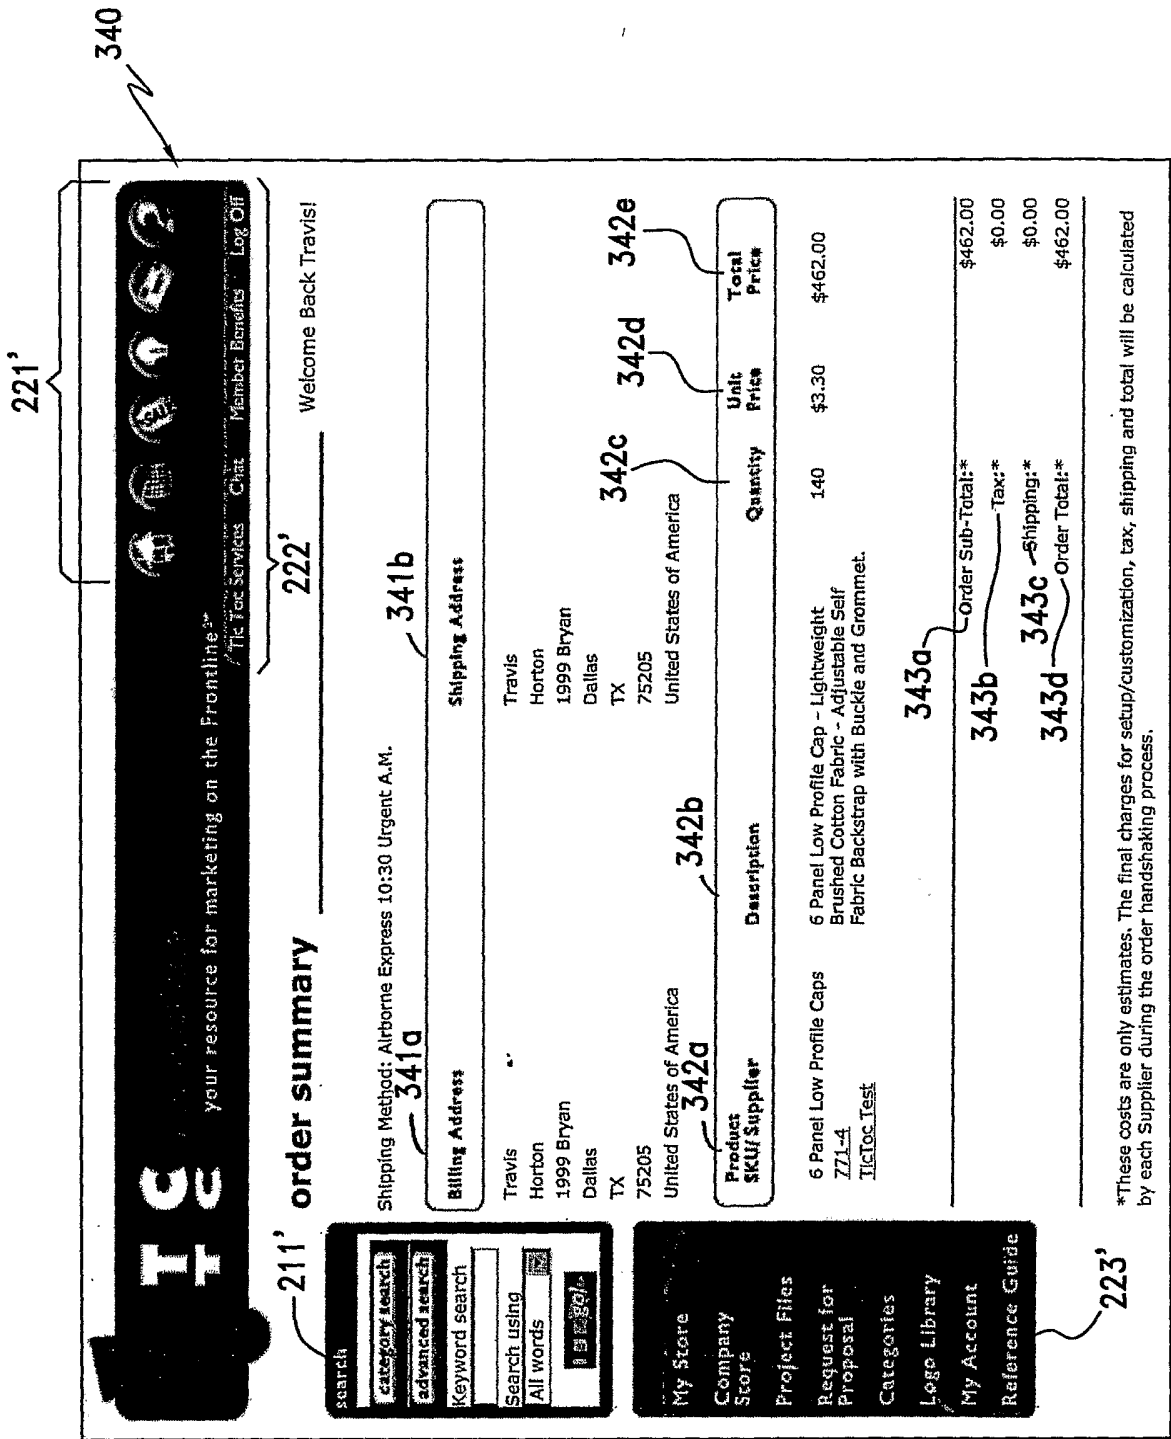 340
221'
T C
T C
your resource for marketing on the Frontline
Tic Toc Services Chat Member Benefits Log Off
222'
order summary
Welcome Back Travis!
211'
search
category search
advanced search
Keyword search
Search using
All words
My Store
Company
Store
Project Files
Request for
Proposal
Categories
Logo Library
My Account
Reference Guide
223'
Shipping Method: Airborne Express 10:30 Urgent A.M.
341a
341b
Billing Address Shipping Address
Travis Travis
Horton Horton
1999 Bryan 1999 Bryan
Dallas Dallas
TX TX
75205 75205
United States of America United States of America
342a
342b
342c
342d
342e
Product
SKU/ Supplier
Description
Quantity
Unit
Price
Total
Price
6 Panel Low Profile Caps
771-4
TicToc Test
6 Panel Low Profile Cap - Lightweight
Brushed Cotton Fabric - Adjustable Self
Fabric Backstrap with Buckle and Grommet.
140
$3.30
$462.00
343a
Order Sub-Total:* $462.00
343b
Tax:* $0.00
343c
Shipping:* $0.00
343d
Order Total:* $462.00
*These costs are only estimates. The final charges for setup/customization, tax, shipping and total will be calculated
by each Supplier during the order handshaking process.